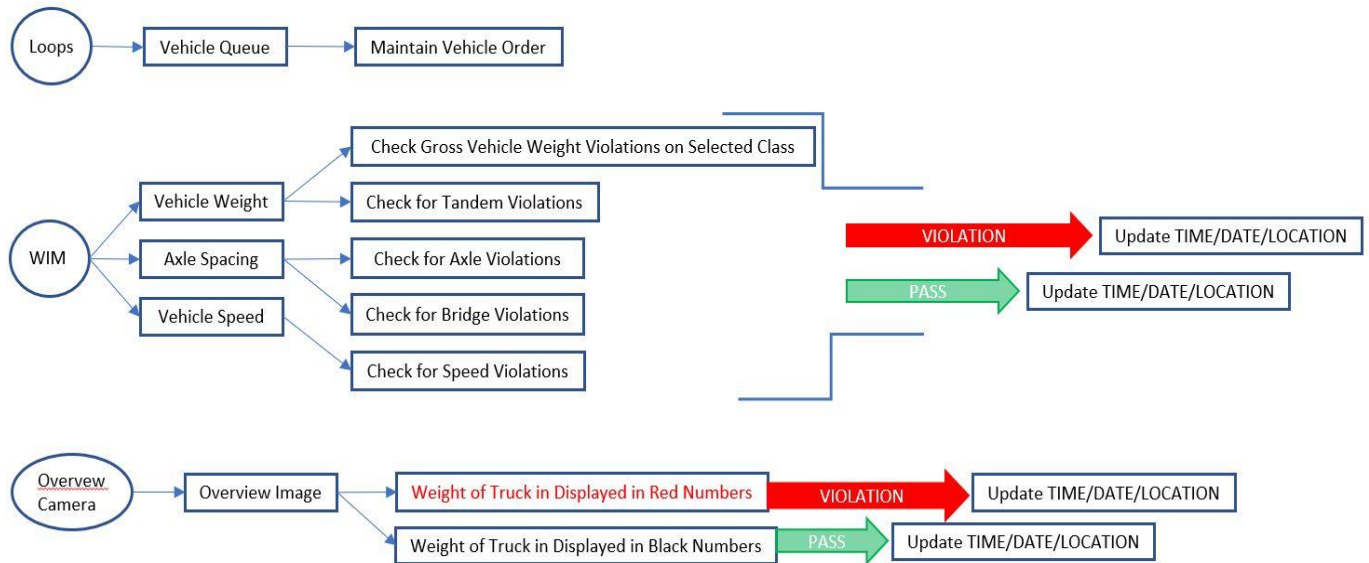 Loops
Vehicle Queue
Maintain Vehicle Order
Check Gross Vehicle Weight Violations on Selected Class
Vehicle Weight
Check for Tandem Violations
VIOLATION
Update TIME/DATE/LOCATION
WIM
Axle Spacing
Check for Axle Violations
PASS
Update TIME/DATE/LOCATION
Vehicle Speed
Check for Bridge Violations
Check for Speed Violations
Overvew
Camera
Overview Image
Weight of Truck in Displayed in Red Numbers
VIOLATION
Update TIME/DATE/LOCATION
Weight of Truck in Displayed in Black Numbers
PASS
Update TIME/DATE/LOCATION